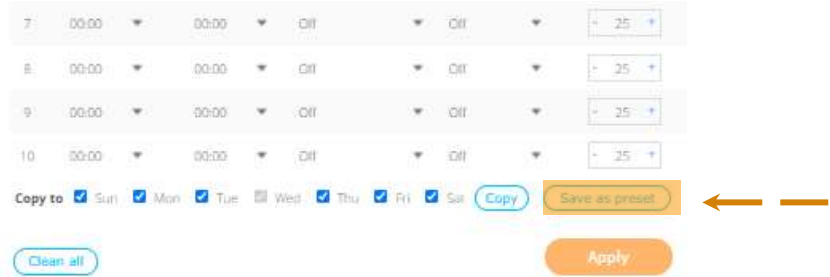 7 00:00 00:00 Off Off - 25 +
8 00:00 00:00 Off Off - 25 +
9 00:00 00:00 Off Off - 25 +
10 00:00 00:00 Off Off - 25 +
Copy to Sun Mon Tue Wed Thu Fri Sat Copy Save as preset
Clean all Apply